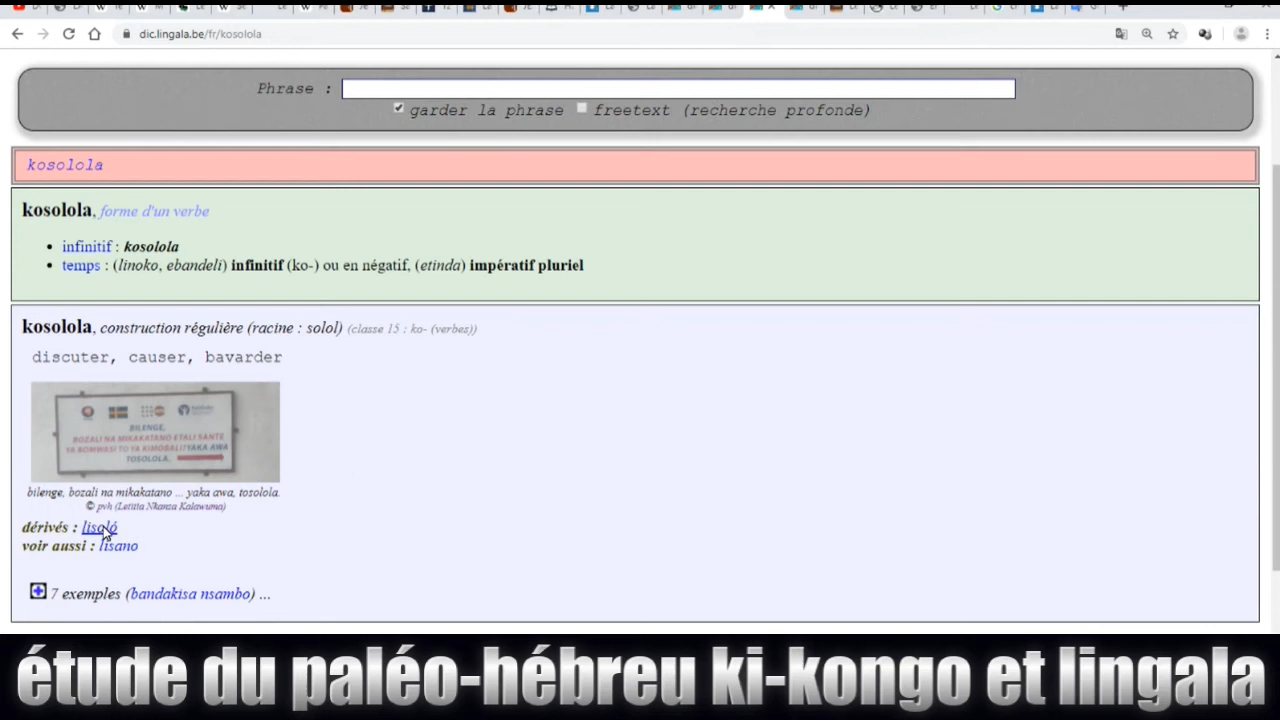 dic.lingala.be/fr/kosolola
Phrase :
garder la phrase freetext (recherche profonde)
kosolola
kosolola, forme d'un verbe
infinitif : kosolola
temps : (linoko, ebandeli) infinitif (ko-) ou en négatif, (etinda) impératif pluriel
kosolola, construction régulière (racine : solol) (classe 15 : ko- (verbes))
discuter, causer, bavarder
BILENGE,
BOZALI NA MIKAKATANO ETALI SANTE
YA BOMWASI TO YA KIMOBALI YAKA AWA
TOSOLOLA.
bilenge, bozali na mikakatano ... yaka awa, tosolola.
© pvh (Letitia Nkanza Kalawuma)
dérivés : lisoló
voir aussi : lisano
7 exemples (bandakisa nsambo) ...
étude du paléo-hébreu ki-kongo et lingala